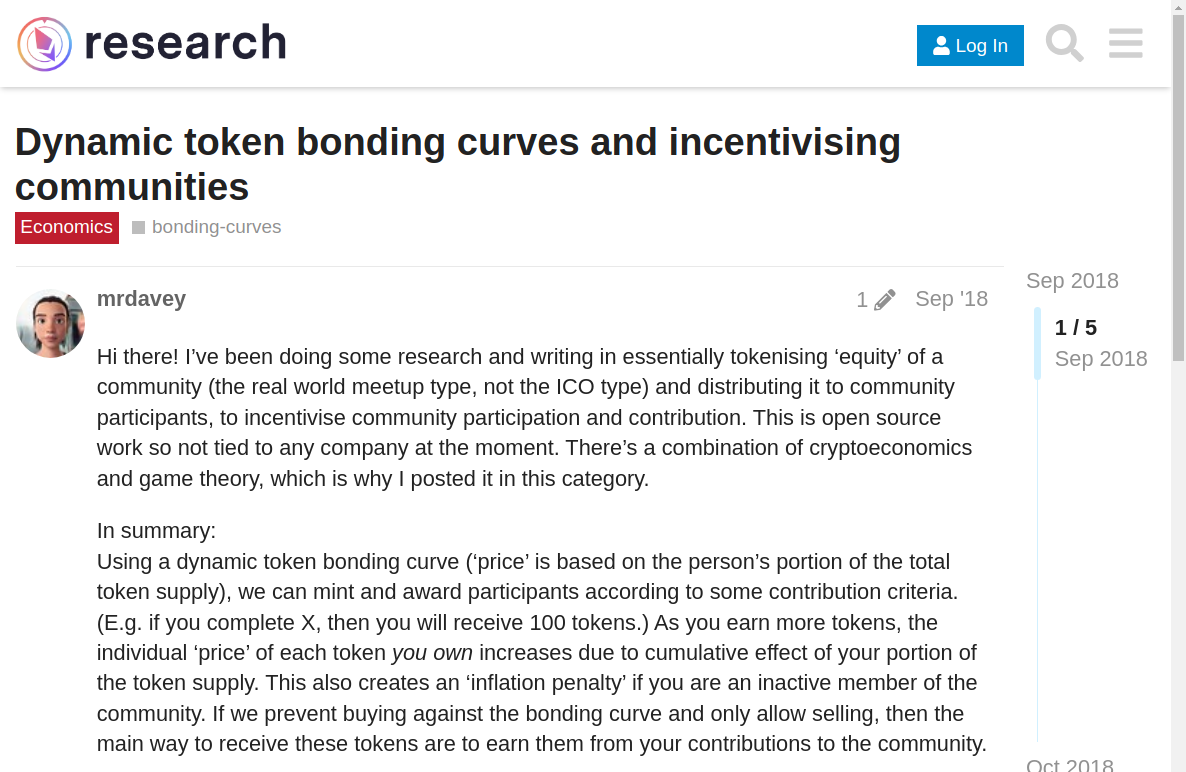 research
Log In
Dynamic token bonding curves and incentivising
communities
Economics
bonding-curves
Sep 2018
mrdavey
1
Sep '18
1 / 5
Sep 2018
Hi there! I’ve been doing some research and writing in essentially tokenising ‘equity’ of a
community (the real world meetup type, not the ICO type) and distributing it to community
participants, to incentivise community participation and contribution. This is open source
work so not tied to any company at the moment. There’s a combination of cryptoeconomics
and game theory, which is why I posted it in this category.
In summary:
Using a dynamic token bonding curve (‘price’ is based on the person’s portion of the total
token supply), we can mint and award participants according to some contribution criteria.
(E.g. if you complete X, then you will receive 100 tokens.) As you earn more tokens, the
individual ‘price’ of each token you own increases due to cumulative effect of your portion of
the token supply. This also creates an ‘inflation penalty’ if you are an inactive member of the
community. If we prevent buying against the bonding curve and only allow selling, then the
main way to receive these tokens are to earn them from your contributions to the community.
Oct 2018